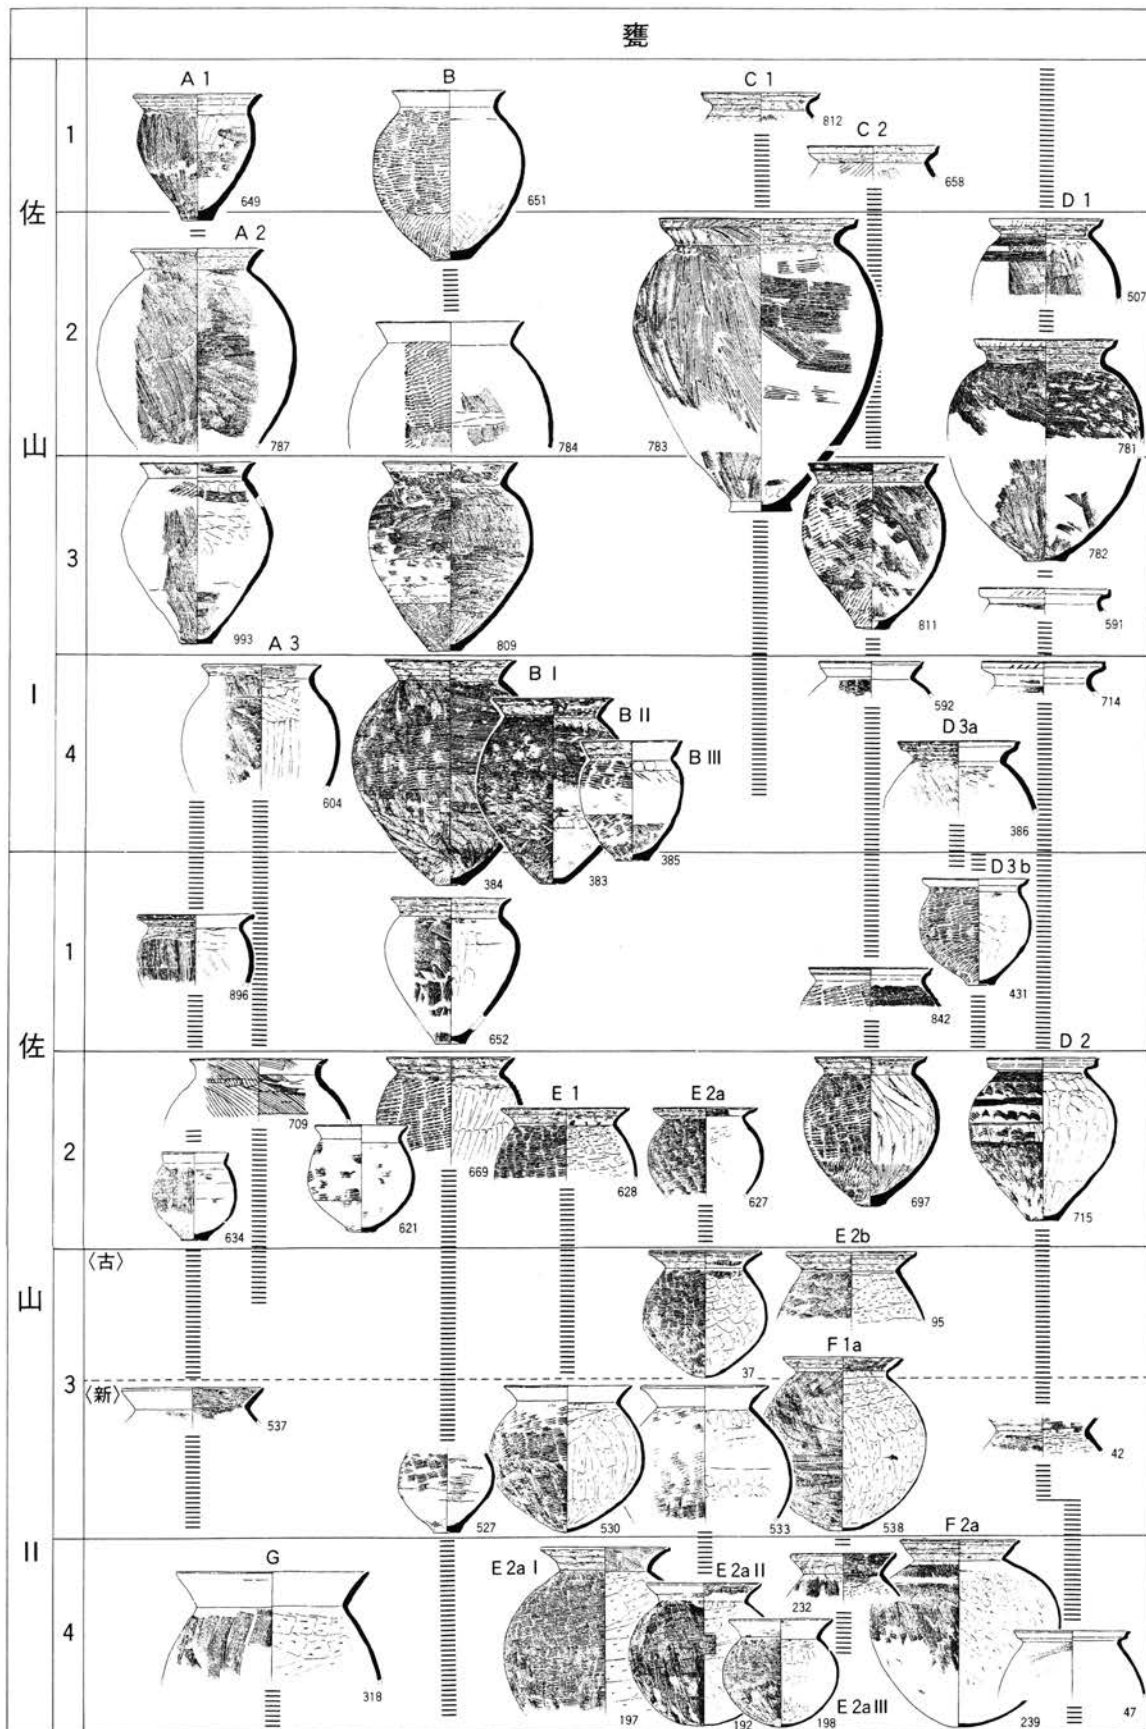 甕
佐山I
1
A 1
B
C 1
C 2
649
651
812
658
2
A 2
D 1
787
784
783
507
781
3
993
809
811
782
591
4
A 3
B I
B II
B III
D 3a
604
384
383
385
592
714
386
佐山II
1
D 3b
896
652
842
431
2
E 1
E 2a
D 2
709
634
621
669
628
627
697
715
3
〈古〉
E 2b
F 1a
37
95
〈新〉
537
527
530
533
538
42
4
G
E 2a I
E 2a II
E 2a III
F 2a
318
197
192
198
232
239
47